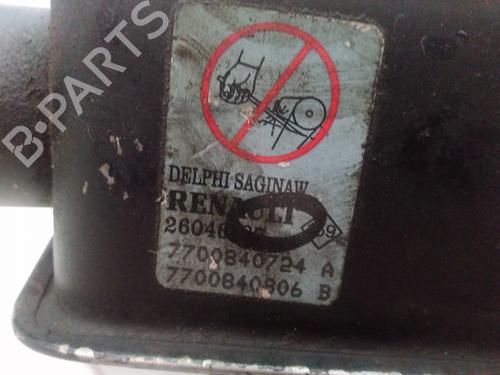 B-PARTS
DELPHI SAGINAW
RENAULT
7700840724 A
7700840806 B